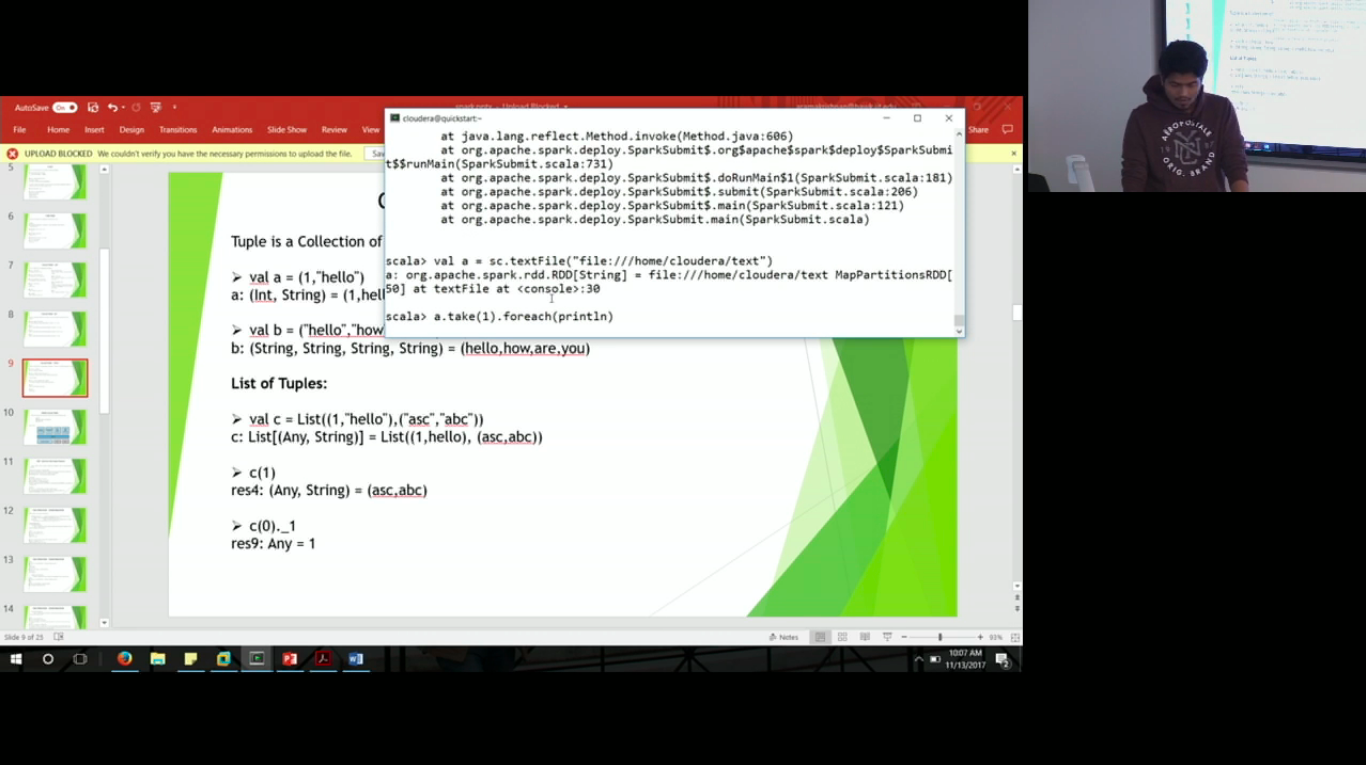 AutoSave On
File Home Insert Design Transitions Animations Slide Show Review View Share
UPLOAD BLOCKED We couldn't verify you have the necessary permissions to upload the file.
cloudera@quickstart:~
at java.lang.reflect.Method.invoke(Method.java:606)
at org.apache.spark.deploy.SparkSubmit$.org$apache$spark$deploy$SparkSubmi
t$$runMain(SparkSubmit.scala:731)
at org.apache.spark.deploy.SparkSubmit$.doRunMain$1(SparkSubmit.scala:181)
at org.apache.spark.deploy.SparkSubmit$.submit(SparkSubmit.scala:206)
at org.apache.spark.deploy.SparkSubmit$.main(SparkSubmit.scala:121)
at org.apache.spark.deploy.SparkSubmit.main(SparkSubmit.scala)
scala> val a = sc.textFile("file:///home/cloudera/text")
a: org.apache.spark.rdd.RDD[String] = file:///home/cloudera/text MapPartitionsRDD[
50] at textFile at <console>:30
scala> a.take(1).foreach(println)
5
6
7
8
9
10
11
12
13
14
Tuple is a Collection of
➢ val a = (1,"hello")
a: (Int, String) = (1,hel
➢ val b = ("hello","how
b: (String, String, String, String) = (hello,how,are,you)
List of Tuples:
➢ val c = List((1,"hello"),("asc","abc"))
c: List[(Any, String)] = List((1,hello), (asc,abc))
➢ c(1)
res4: (Any, String) = (asc,abc)
➢ c(0)._1
res9: Any = 1
Slide 9 of 25 Notes 93%
10:07 AM
11/13/2017
AEROPOSTALE
NY
1987
ORIG. BRAND